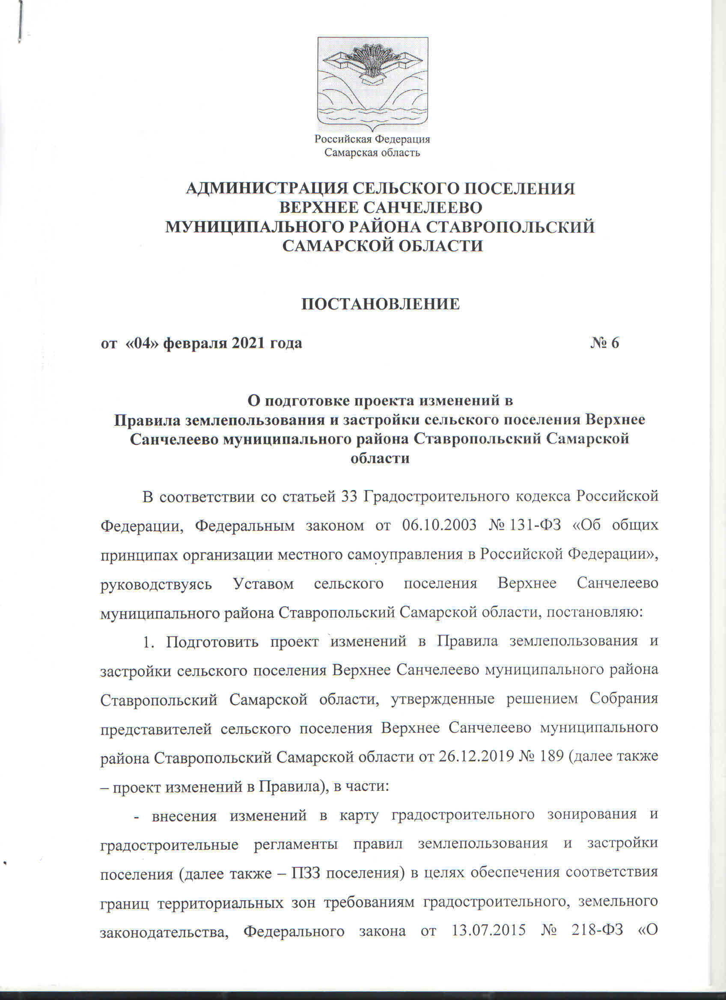 Российская Федерация
Самарская область
АДМИНИСТРАЦИЯ СЕЛЬСКОГО ПОСЕЛЕНИЯ
ВЕРХНЕЕ САНЧЕЛЕЕВО
МУНИЦИПАЛЬНОГО РАЙОНА СТАВРОПОЛЬСКИЙ
САМАРСКОЙ ОБЛАСТИ
ПОСТАНОВЛЕНИЕ
от «04» февраля 2021 года № 6
О подготовке проекта изменений в
Правила землепользования и застройки сельского поселения Верхнее
Санчелеево муниципального района Ставропольский Самарской
области
В соответствии со статьей 33 Градостроительного кодекса Российской
Федерации, Федеральным законом от 06.10.2003 № 131-ФЗ «Об общих
принципах организации местного самоуправления в Российской Федерации»,
руководствуясь Уставом сельского поселения Верхнее Санчелеево
муниципального района Ставропольский Самарской области, постановляю:
1. Подготовить проект изменений в Правила землепользования и
застройки сельского поселения Верхнее Санчелеево муниципального района
Ставропольский Самарской области, утвержденные решением Собрания
представителей сельского поселения Верхнее Санчелеево муниципального
района Ставропольский Самарской области от 26.12.2019 № 189 (далее также
– проект изменений в Правила), в части:
- внесения изменений в карту градостроительного зонирования и
градостроительные регламенты правил землепользования и застройки
поселения (далее также – ПЗЗ поселения) в целях обеспечения соответствия
границ территориальных зон требованиям градостроительного, земельного
законодательства, Федерального закона от 13.07.2015 № 218-ФЗ «О